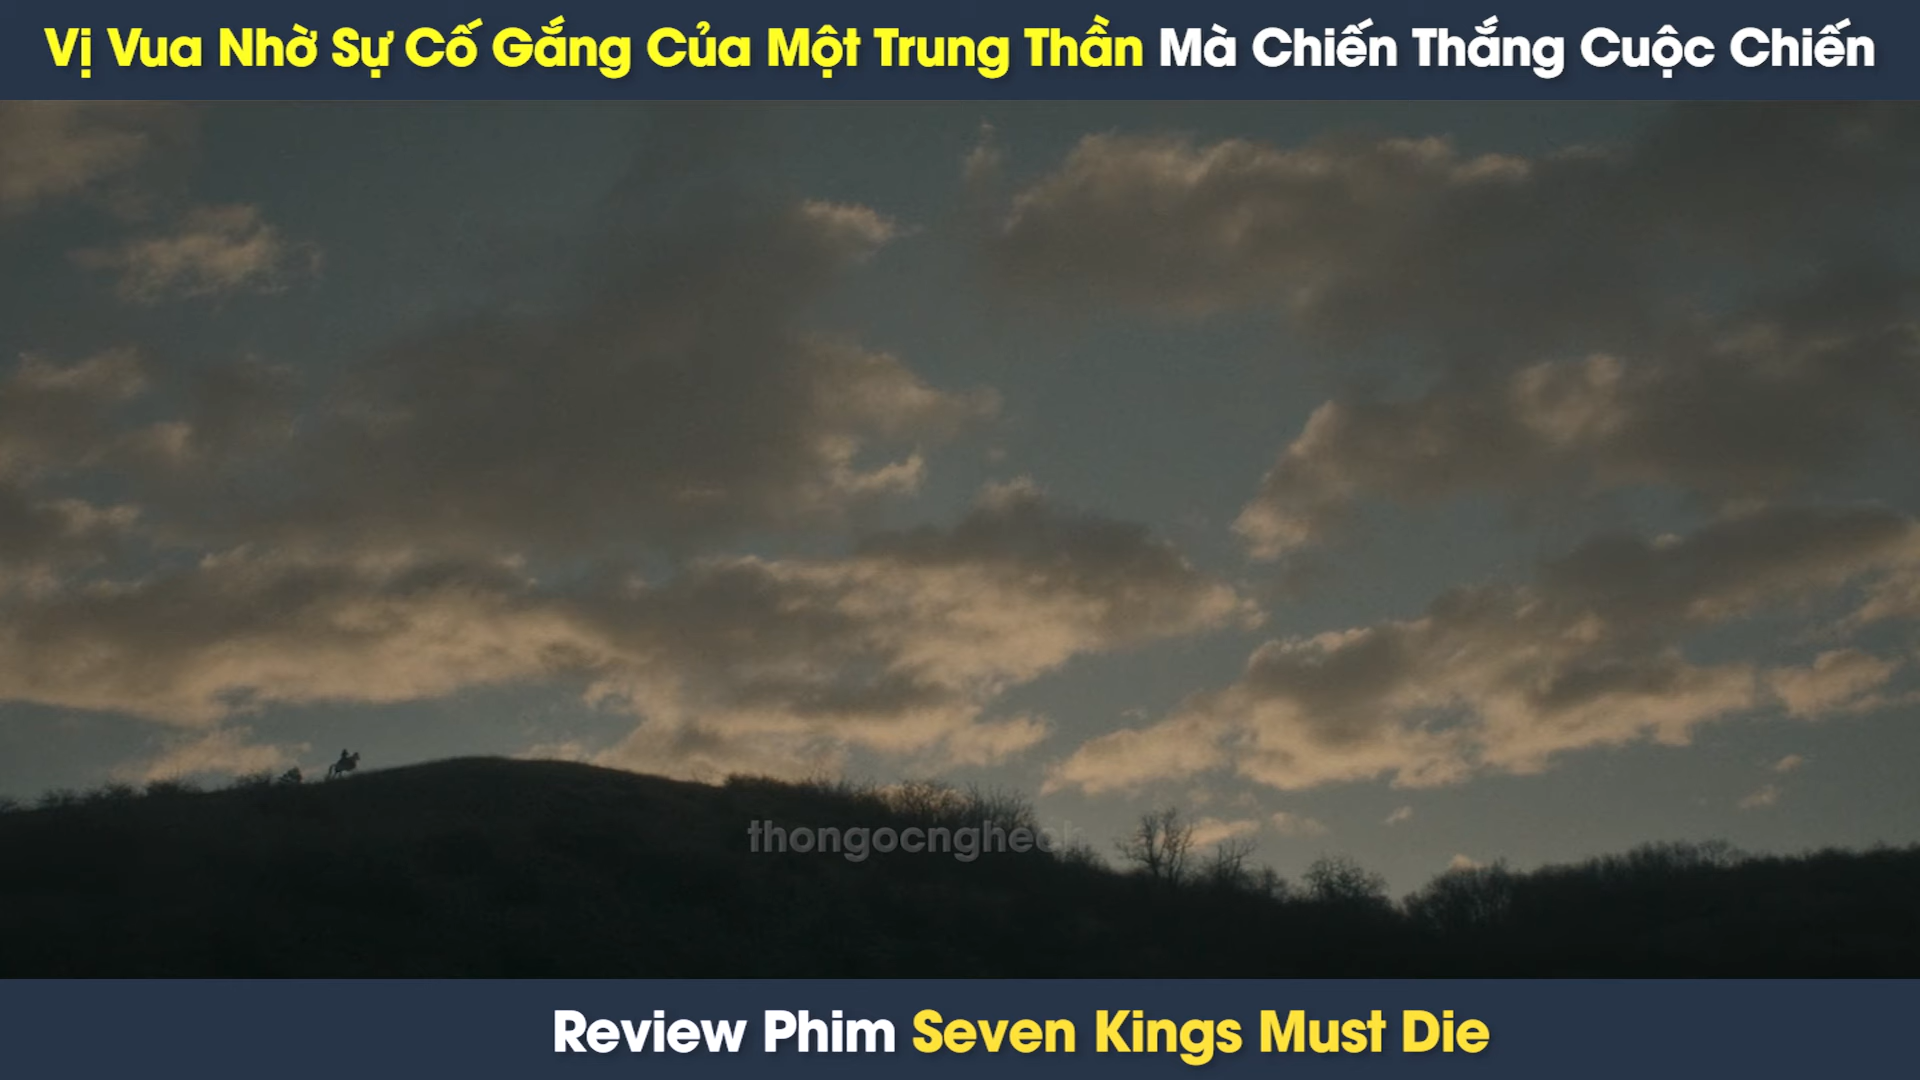 Vị Vua Nhờ Sự Cố Gắng Của Một Trung Thần Mà Chiến Thắng Cuộc Chiến
thongocngheck
Review Phim Seven Kings Must Die